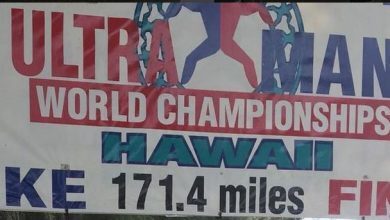 ULTRA MAN
WORLD CHAMPIONSHIPS
HAWAII
KE 171.4 miles FI